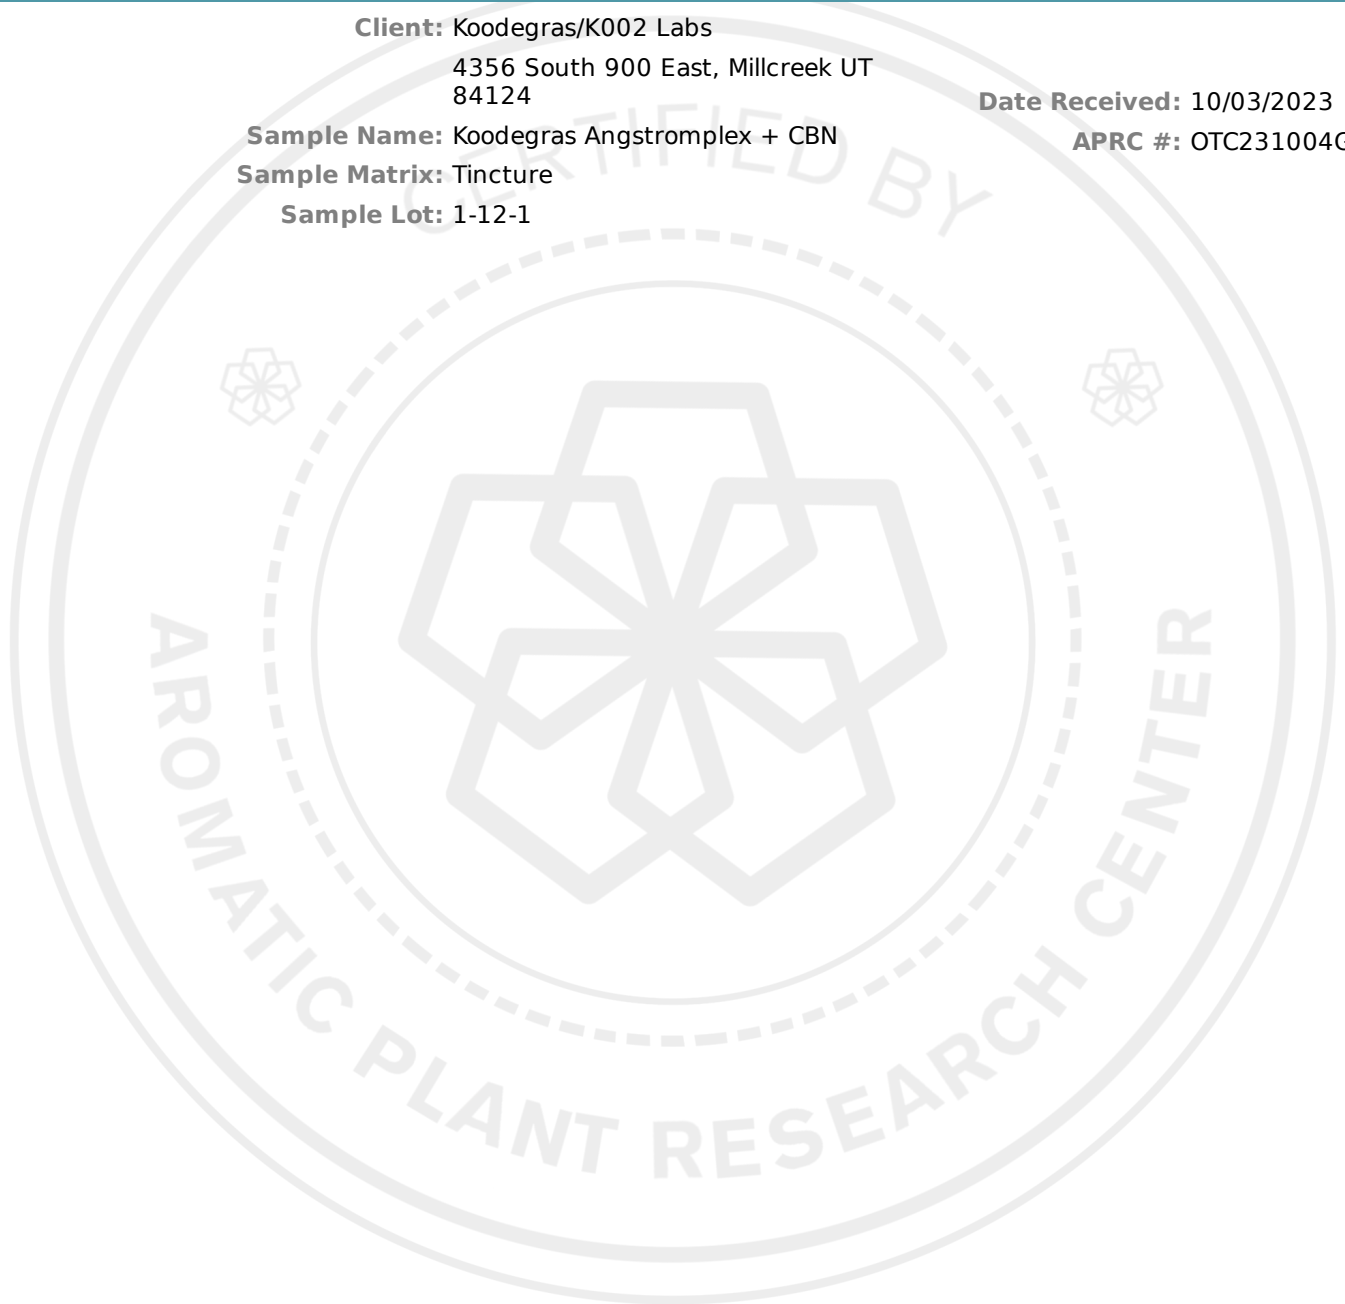 Client: Koodegras/K002 Labs
4356 South 900 East, Millcreek UT
84124
Date Received: 10/03/2023
Sample Name: Koodegras Angstromplex + CBN
APRC #: OTC231004G
Sample Matrix: Tincture
Sample Lot: 1-12-1
CERTIFIED BY
AROMATIC PLANT RESEARCH CENTER